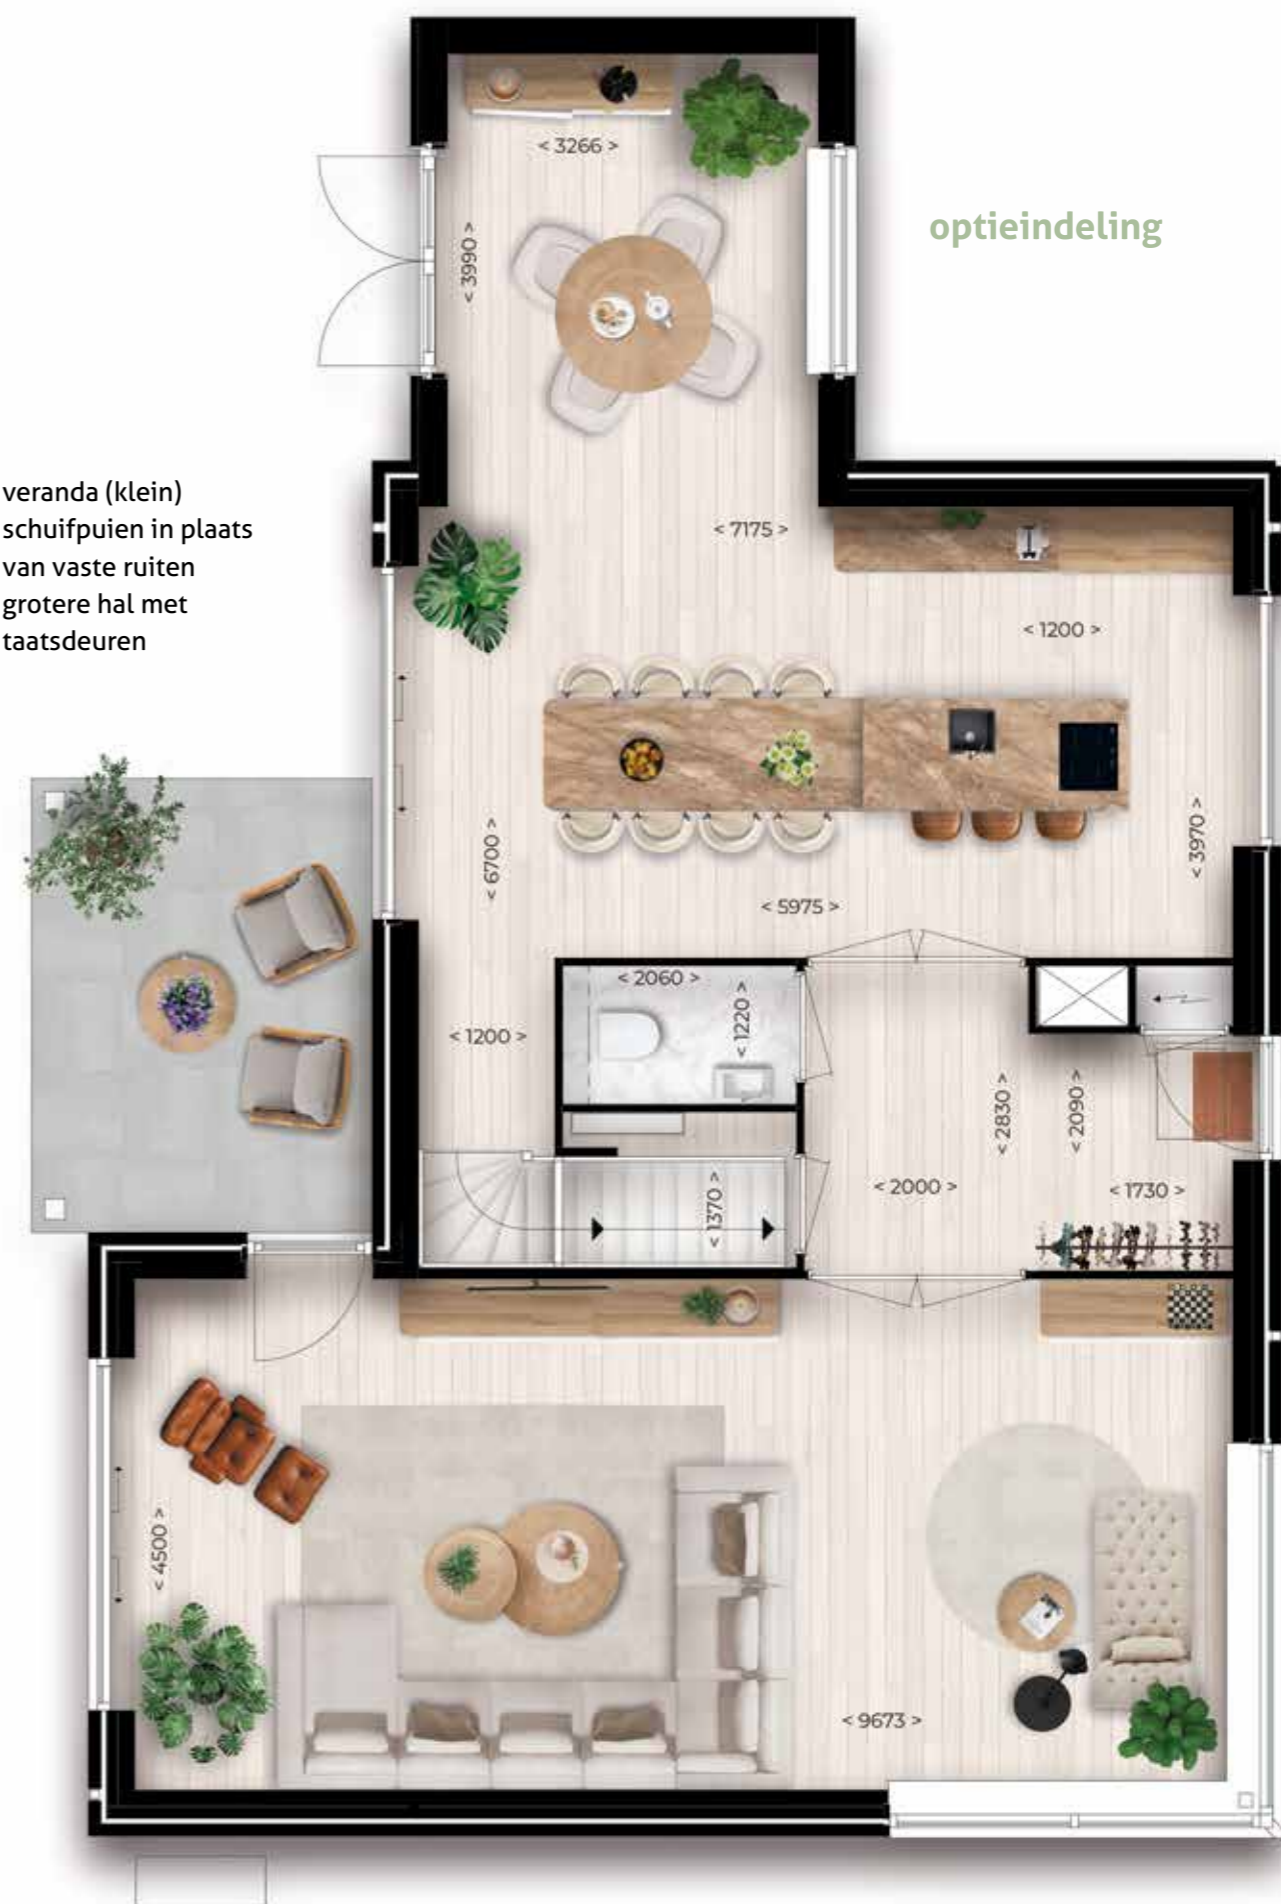 < 3266 >
optieindeling
< 3990 >
veranda (klein)
schuifpuien in plaats
van vaste ruiten
grotere hal met
taatsdeuren
< 7175 >
< 1200 >
< 6700 >
< 3970 >
< 5975 >
< 2060 >
< 1220 >
< 1200 >
< 2830 >
< 2090 >
< 1370 >
< 2000 >
< 1730 >
< 4500 >
< 9673 >